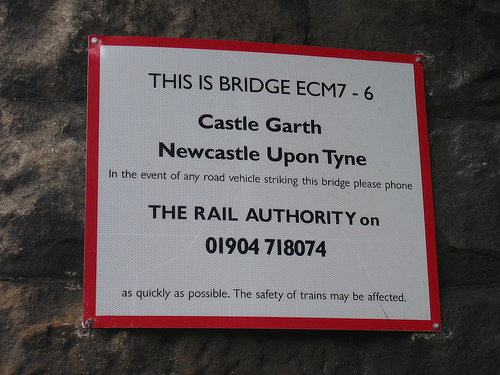 THIS IS BRIDGE ECM7 - 6
Castle Garth
Newcastle Upon Tyne
In the event of any road vehicle striking this bridge please phone
THE RAIL AUTHORITY on
01904 718074
as quickly as possible. The safety of trains may be affected.